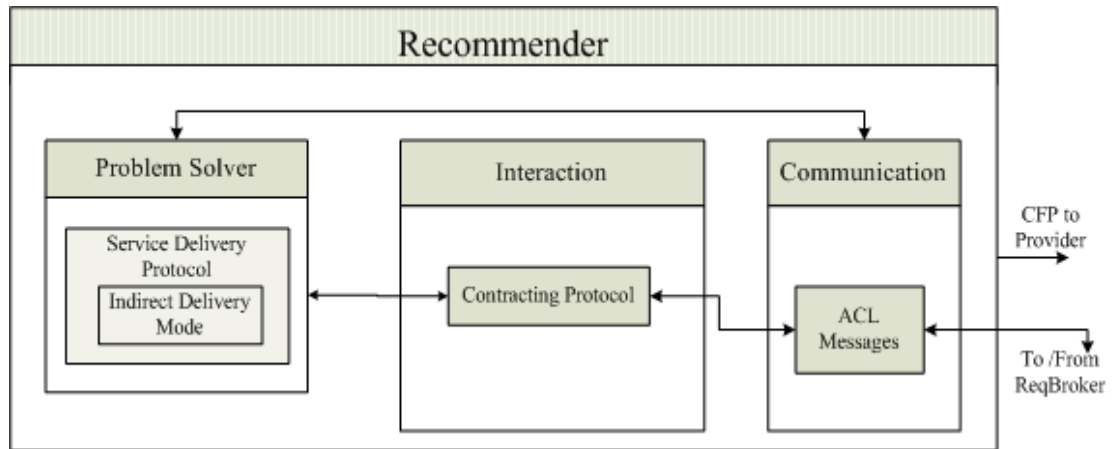 Recommender
Problem Solver
Interaction
Communication
Service Delivery
Protocol
Indirect Delivery
Mode
Contracting Protocol
ACL
Messages
CFP to
Provider
To /From
ReqBroker